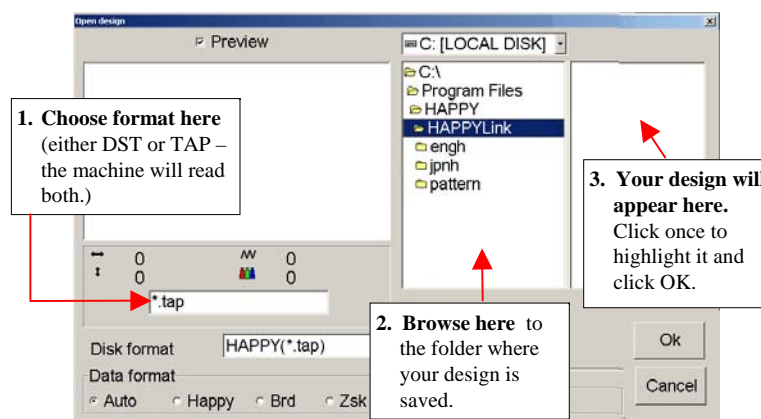 Open design
Preview
C: [LOCAL DISK]
C:\
Program Files
HAPPY
HAPPYLink
engh
jpnh
pattern
1. Choose format here
(either DST or TAP –
the machine will read
both.)
3. Your design will
appear here.
Click once to
highlight it and
click OK.
0 0
0 0
*.tap
2. Browse here to
the folder where
your design is
saved.
Disk format HAPPY(*.tap)
Data format
Auto Happy Brd Zsk
Ok
Cancel